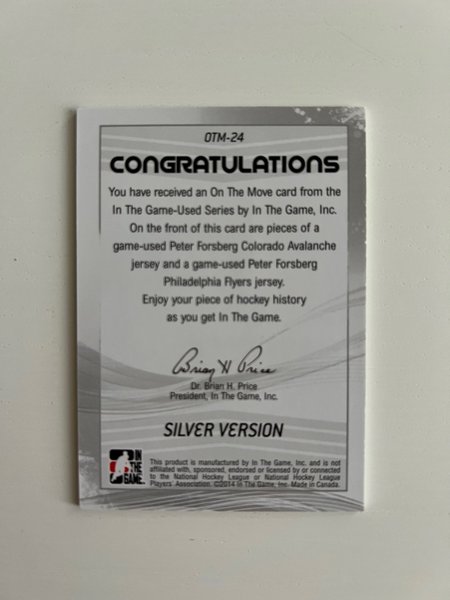 OTM-24
CONGRATULATIONS
You have received an On The Move card from the
In The Game-Used Series by In The Game, Inc.
On the front of this card are pieces of a
game-used Peter Forsberg Colorado Avalanche
jersey and a game-used Peter Forsberg
Philadelphia Flyers jersey.
Enjoy your piece of hockey history
as you get In The Game.
Brian H Price
Dr. Brian H. Price
President, In The Game, Inc.
SILVER VERSION
IN
THE
GAME
This product is manufactured by In The Game, Inc. and is not
affiliated with, sponsored, endorsed or licensed by or connected
to the National Hockey League or National Hockey League
Players' Association. ©2014 In The Game, Inc. Made in Canada.